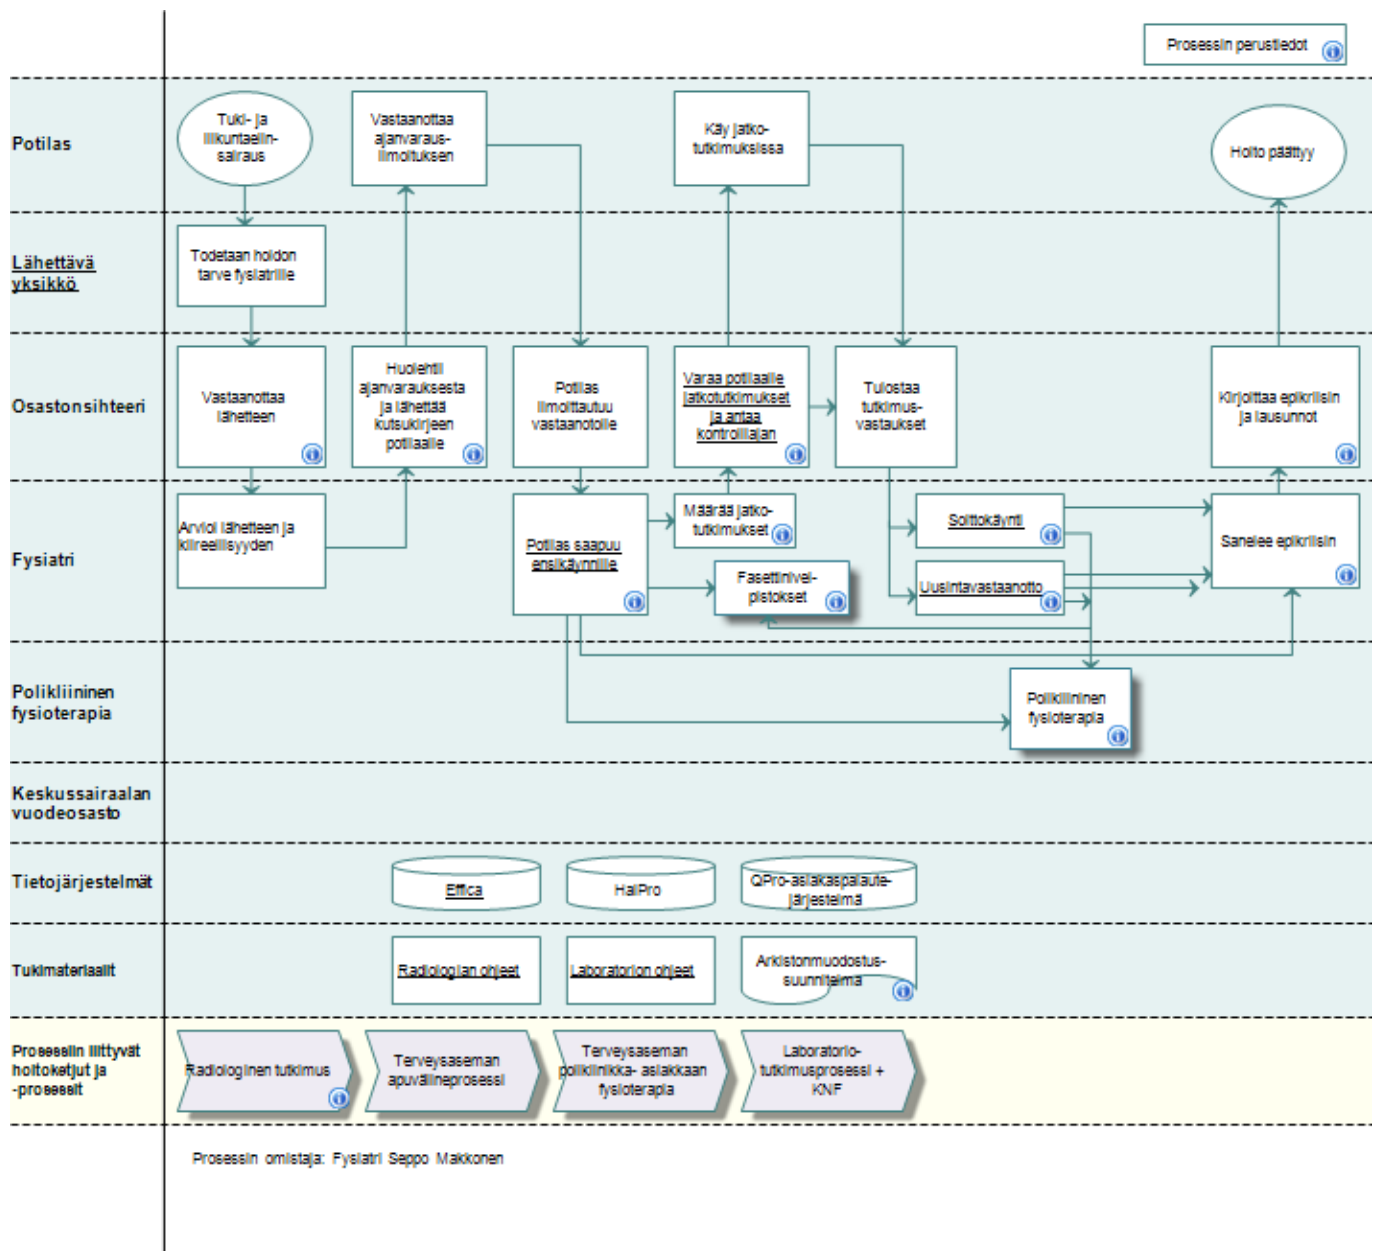 Prosessin perustiedot
Potilas
Tuki- ja
liikuntaelin-
sairaus
Vastaanottaa
ajanvaraus-
ilmoituksen
Käy jatko-
tutkimuksissa
Hoito päättyy
Lähettävä
yksikkö
Todetaan hoidon
tarve fysiatrille
Osastonsihteeri
Vastaanottaa
lähetteen
Huolehtii
ajanvarauksesta
ja lähettää
kutsukirjeen
potilaalle
Potilas
ilmoittautuu
vastaanotolle
Varaa potilaalle
jatkotutkimukset
ja antaa
kontrolliajan
Tulostaa
tutkimus-
vastaukset
Kirjoittaa epikriisin
ja lausunnot
Fysiatri
Arvioi lähetteen ja
kiireellisyyden
Potilas saapuu
ensikäynnille
Määrää jatko-
tutkimukset
Fasettinivel-
pistokset
Soittokäynti
Uusintavastaanotto
Sanelee epikriisin
Polikliininen
fysioterapia
Polikliininen
fysioterapia
Keskussairaalan
vuodeosasto
Tietojärjestelmät
Effica
HaiPro
QPro-asiakaspalaute-
järjestelmä
Tukimateriaalit
Radiologian ohjeet
Laboratorion ohjeet
Arkistonmuodostus-
suunnitelma
Prosessiin liittyvät
hoitoketjut ja
-prosessit
Radiologinen tutkimus
Terveysaseman
apuvälineprosessi
Terveysaseman
poliklinikka- asiakkaan
fysioterapia
Laboratorio-
tutkimusprosessi +
KNF
Prosessin omistaja: Fysiatri Seppo Makkonen